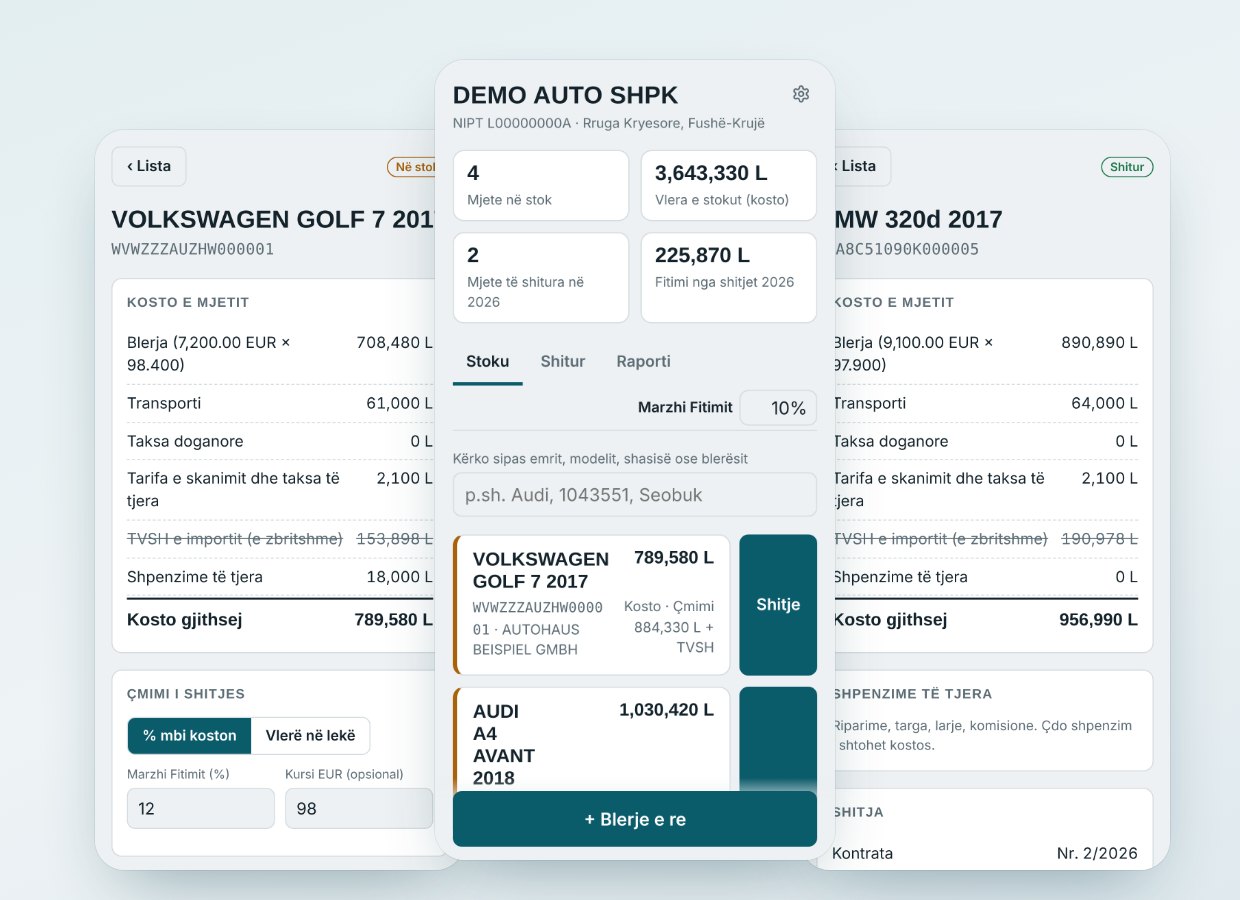 ‹ Lista
Në stok
VOLKSWAGEN GOLF 7 201
WVWZZZAUZHW000001
KOSTO E MJETIT
Blerja (7,200.00 EUR × 708,480 L
98.400)
Transporti 61,000 L
Taksa doganore 0 L
Tarifa e skanimit dhe taksa të 2,100 L
tjera
TVSH e importit (e zbritshme) 153,898 L
Shpenzime të tjera 18,000 L
Kosto gjithsej 789,580 L
ÇMIMI I SHITJES
% mbi koston Vlerë në lekë
Marzhi Fitimit (%) Kursi EUR (opsional)
12 98
DEMO AUTO SHPK
NIPT L00000000A · Rruga Kryesore, Fushë-Krujë
4
Mjete në stok
3,643,330 L
Vlera e stokut (kosto)
2
Mjete të shitura në
2026
225,870 L
Fitimi nga shitjet 2026
Stoku Shitur Raporti
Marzhi Fitimit 10%
Kërko sipas emrit, modelit, shasisë ose blerësit
p.sh. Audi, 1043551, Seobuk
VOLKSWAGEN 789,580 L
GOLF 7 2017
WVWZZZAUZHW0000
01 · AUTOHAUS
BEISPIEL GMBH
Kosto · Çmimi
884,330 L +
TVSH
Shitje
AUDI 1,030,420 L
A4
AVANT
2018
+ Blerje e re
‹ Lista
Shitur
MW 320d 2017
A8C51090K000005
KOSTO E MJETIT
Blerja (9,100.00 EUR × 890,890 L
97.900)
Transporti 64,000 L
Taksa doganore 0 L
Tarifa e skanimit dhe taksa të 2,100 L
tjera
TVSH e importit (e zbritshme) 190,978 L
Shpenzime të tjera 0 L
Kosto gjithsej 956,990 L
SHPENZIME TË TJERA
Riparime, targa, larje, komisione. Çdo shpenzim
shtohet kostos.
SHITJA
Kontrata Nr. 2/2026